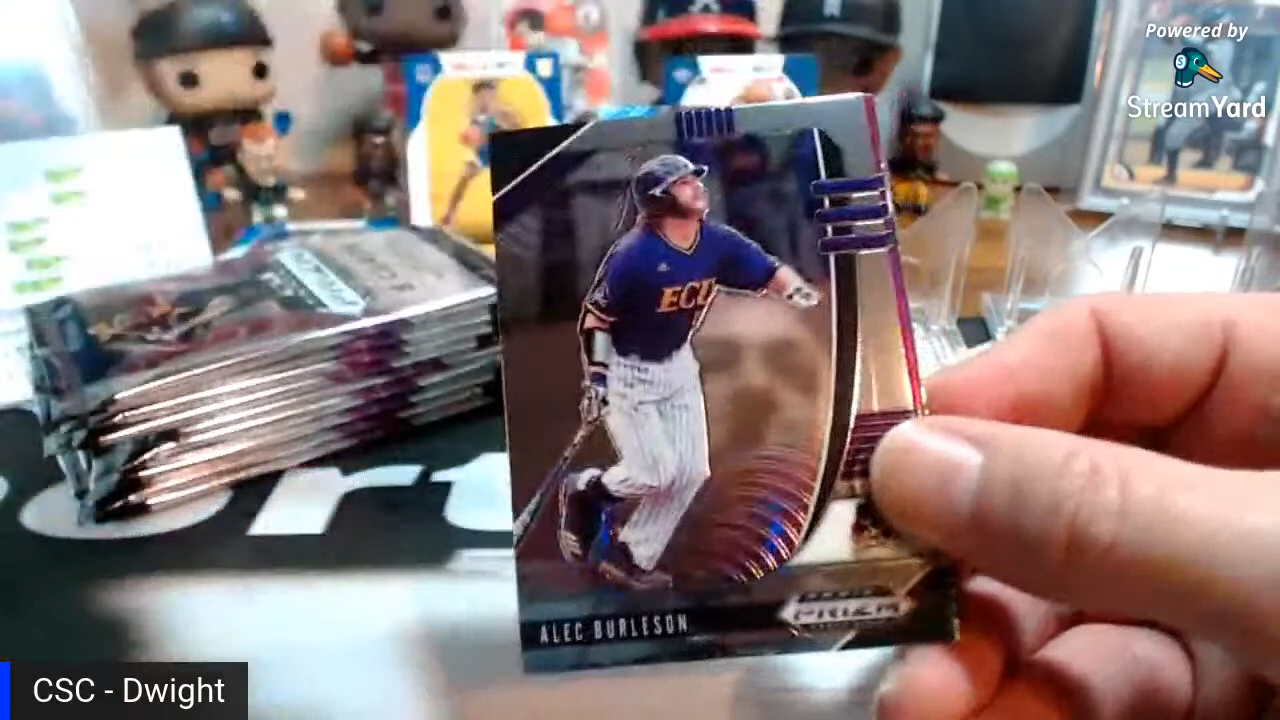 Powered by
StreamYard
ECU
ALEC BURLESON
PRIZM
CSC - Dwight